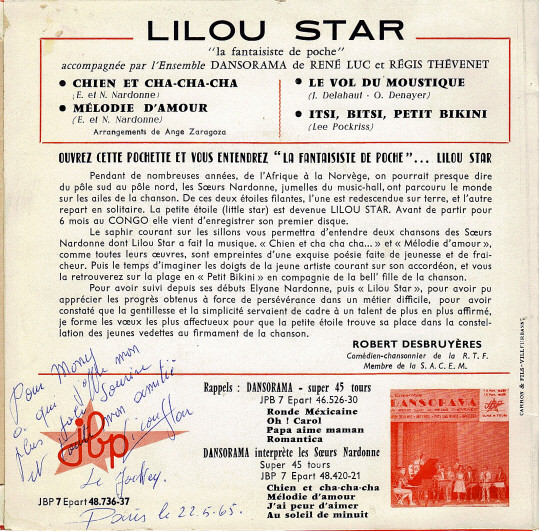 LILOU STAR
"la fantaisiste de poche"
accompagnée par l'Ensemble DANSORAMA de RENÉ LUC et RÉGIS THÉVENET
• CHIEN ET CHA-CHA-CHA
(E. et N. Nardonne)
• MÉLODIE D'AMOUR
(E. et N. Nardonne)
Arrangements de Ange Zaragoza
• LE VOL DU MOUSTIQUE
(J. Delahaut - O. Denayer)
• ITSI, BITSI, PETIT BIKINI
(Lee Pockriss)
OUVREZ CETTE POCHETTE ET VOUS ENTENDREZ "LA FANTAISISTE DE POCHE"... LILOU STAR
Pendant de nombreuses années, de l'Afrique à la Norvège, on pourrait presque dire
du pôle sud au pôle nord, les Sœurs Nardonne, jumelles du music-hall, ont parcouru le monde
sur les ailes de la chanson. De ces deux étoiles filantes, l'une est redescendue sur terre, et l'autre
repart en solitaire. La petite étoile (little star) est devenue LILOU STAR. Avant de partir pour
6 mois au CONGO elle vient d'enregistrer son premier disque.
Le saphir courant sur les sillons vous permettra d'entendre deux chansons des Sœurs
Nardonne dont Lilou Star a fait la musique. « Chien et cha cha cha... » et « Mélodie d'amour »,
comme toutes leurs œuvres, sont empreintes d'une exquise poésie faite de jeunesse et de fraî-
cheur. Puis le temps d'imaginer les doigts de la jeune artiste courant sur son accordéon, et vous
la retrouverez sur la plage en « Petit Bikini » en compagnie de la bell' fille de la chanson.
Pour avoir suivi depuis ses débuts Elyane Nardonne, puis « Lilou Star », pour avoir pu
apprécier les progrès obtenus à force de persévérance dans un métier difficile, pour avoir
constaté que la gentillesse et la simplicité servaient de cadre à un talent de plus en plus affirmé,
je forme les vœux les plus affectueux pour que la petite étoile trouve sa place dans la constel-
lation des jeunes vedettes au firmament de la chanson.
ROBERT DESBRUYÈRES
Comédien-chansonnier de la R. T. F.
Membre de la S. A. C. E. M.
CANNON & FILS - VILLEURBANNE
Pour Mony
à qui j'offre mon
plus joli sourire
et toute mon amitié
Lilou Star
Paris le 22.5.65.
jbp
JBP 7 Epart 48.736-37
Rappels : DANSORAMA - super 45 tours
JPB 7 Epart 46.526-30
Ronde Méxicaine
Oh ! Carol
Papa aime maman
Romantica
DANSORAMA interprète les Sœurs Nardonne
Super 45 tours
JBP 7 Epart 48.420-21
Chien et cha-cha-cha
Mélodie d'amour
J'ai peur d'aimer
Au soleil de minuit
DANSORAMA